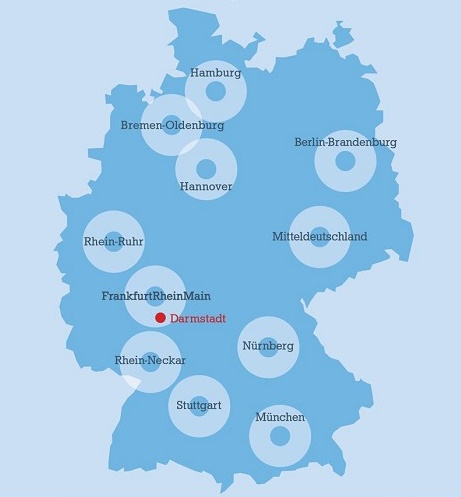 Hamburg
Bremen-Oldenburg
Berlin-Brandenburg
Hannover
Mitteldeutschland
Rhein-Ruhr
FrankfurtRheinMain
Darmstadt
Nürnberg
Rhein-Neckar
Stuttgart
München